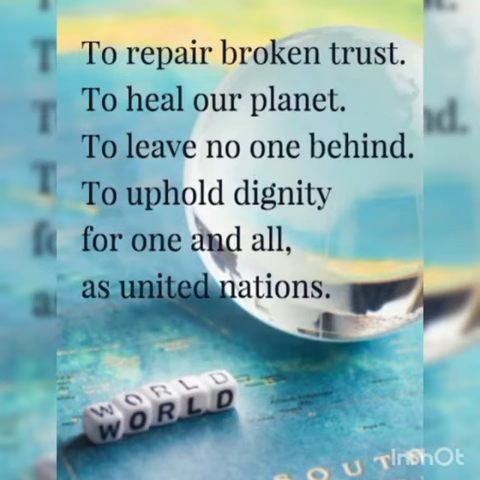 To repair broken trust.
To heal our planet.
To leave no one behind.
To uphold dignity
for one and all,
as united nations.
WORLD
WORLD
SOUT
InShOt